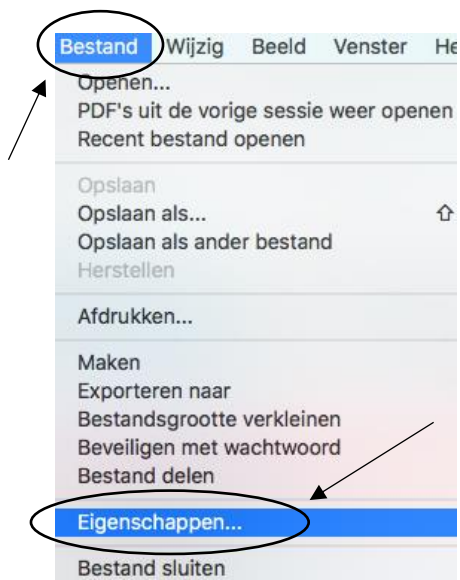 Bestand Wijzig Beeld Venster He
Openen...
PDF's uit de vorige sessie weer openen
Recent bestand openen
Opslaan
Opslaan als... ⇧
Opslaan als ander bestand
Herstellen
Afdrukken...
Maken
Exporteren naar
Bestandsgrootte verkleinen
Beveiligen met wachtwoord
Bestand delen
Eigenschappen...
Bestand sluiten